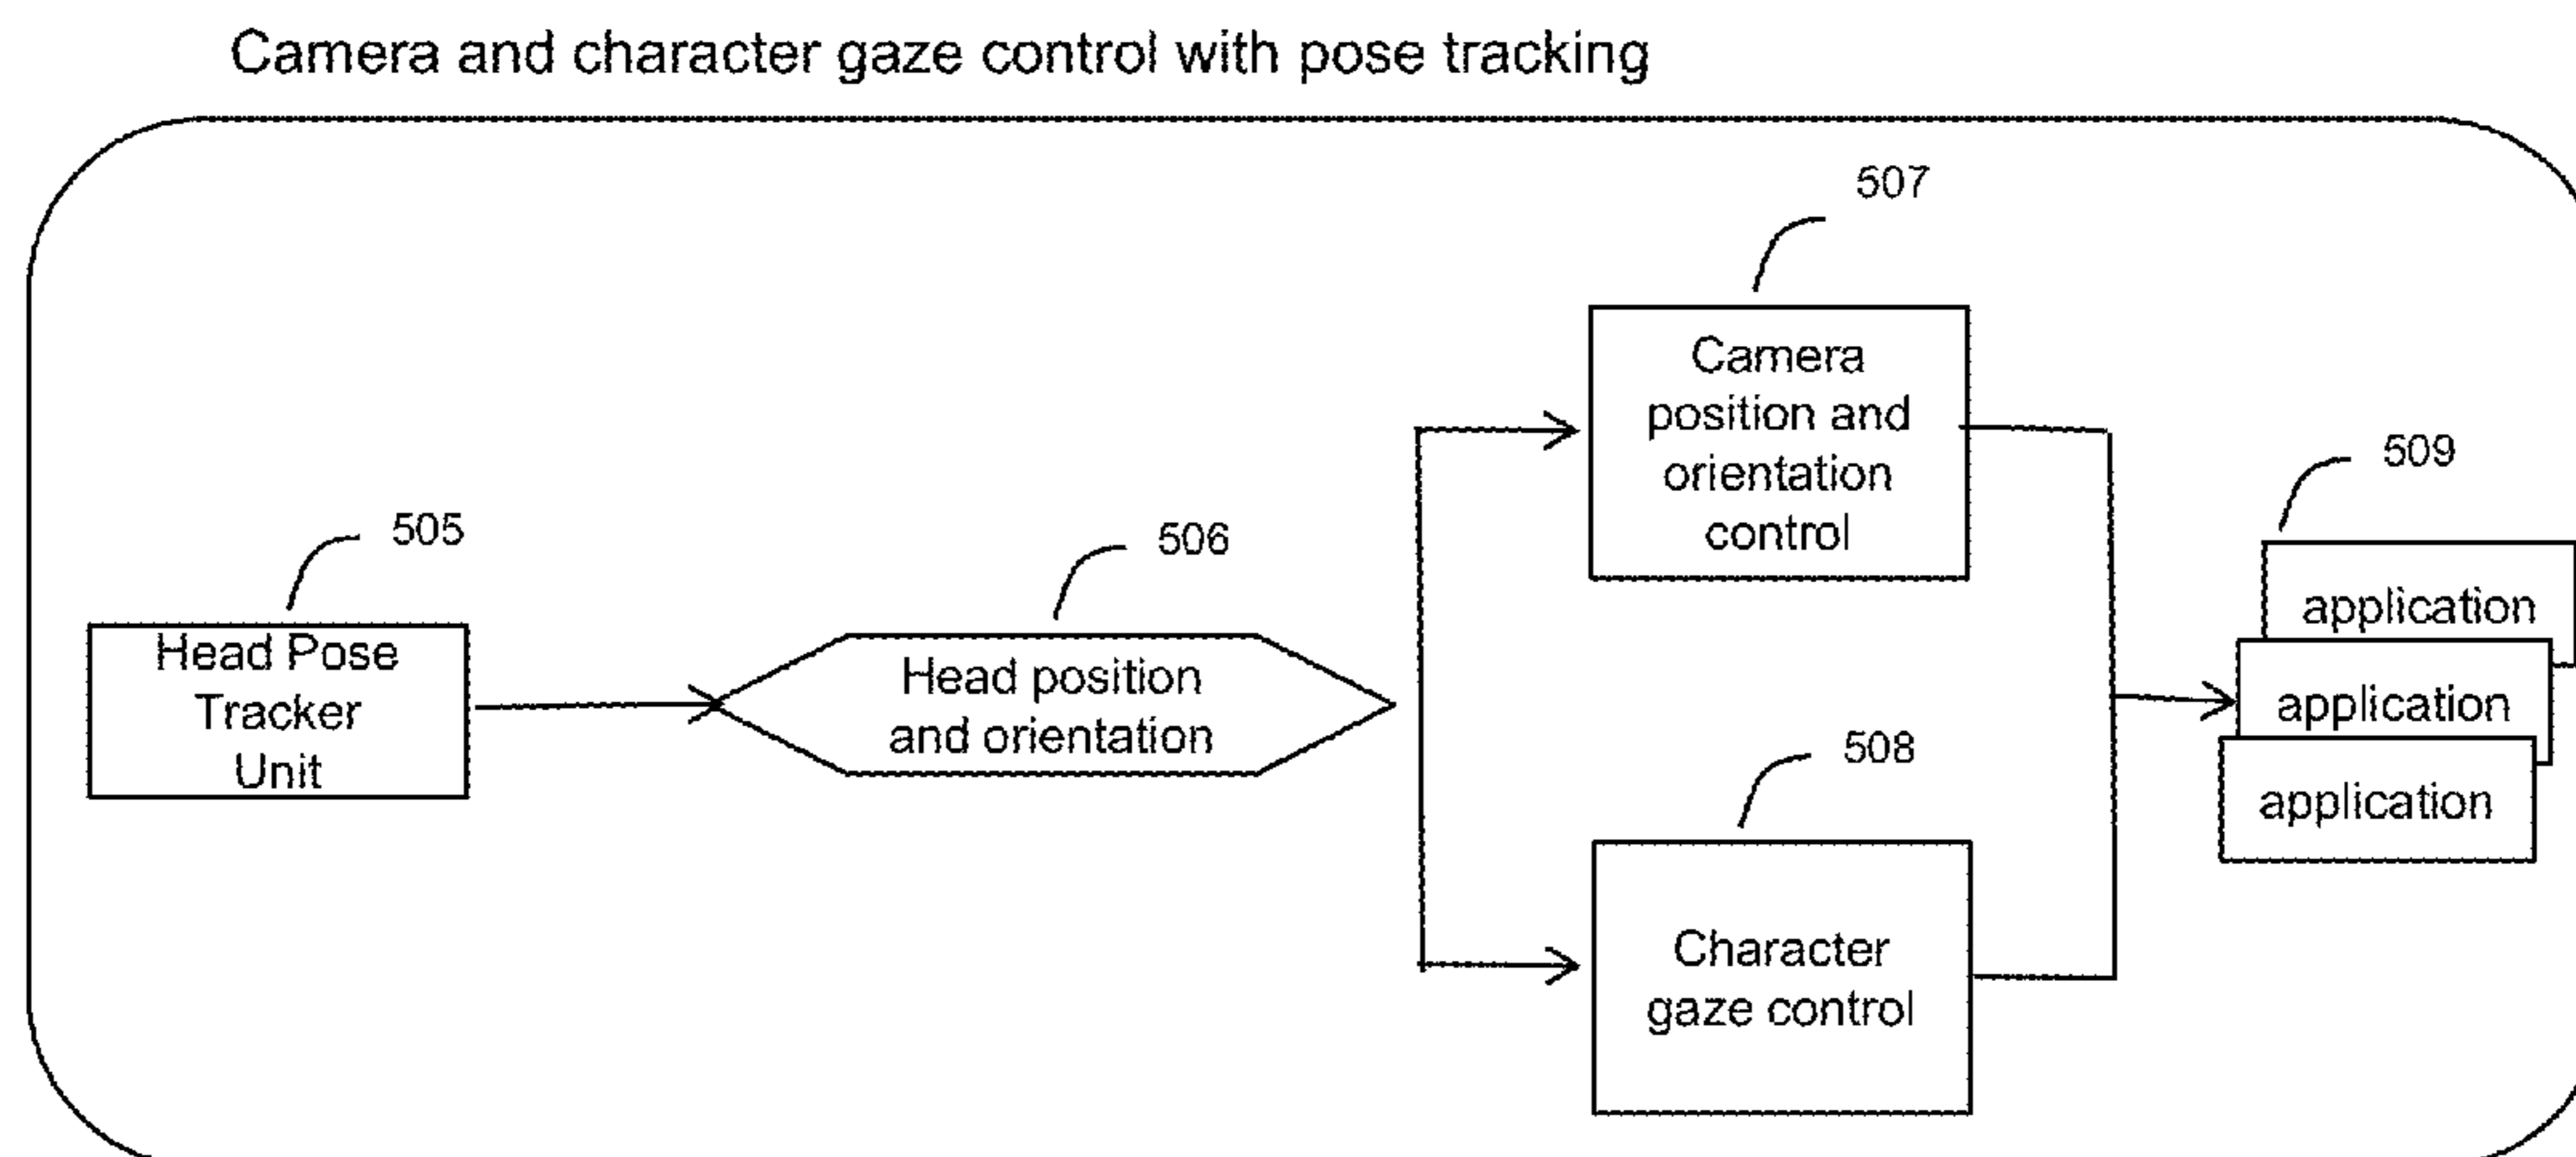 Camera and character gaze control with pose tracking
507
Camera
position and
orientation
control
509
application
application
application
505
Head Pose
Tracker
Unit
506
Head position
and orientation
508
Character
gaze control